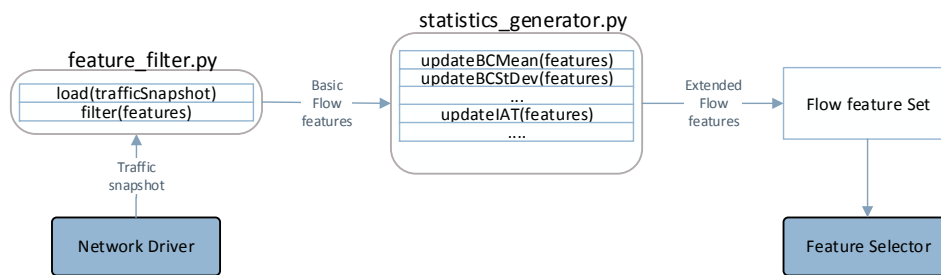 statistics_generator.py
feature_filter.py
load(trafficSnapshot)
filter(features)
Basic
Flow
features
updateBCMean(features)
updateBCStDev(features)
...
updateIAT(features)
....
Extended
Flow
features
Flow feature Set
Traffic
snapshot
Network Driver
Feature Selector